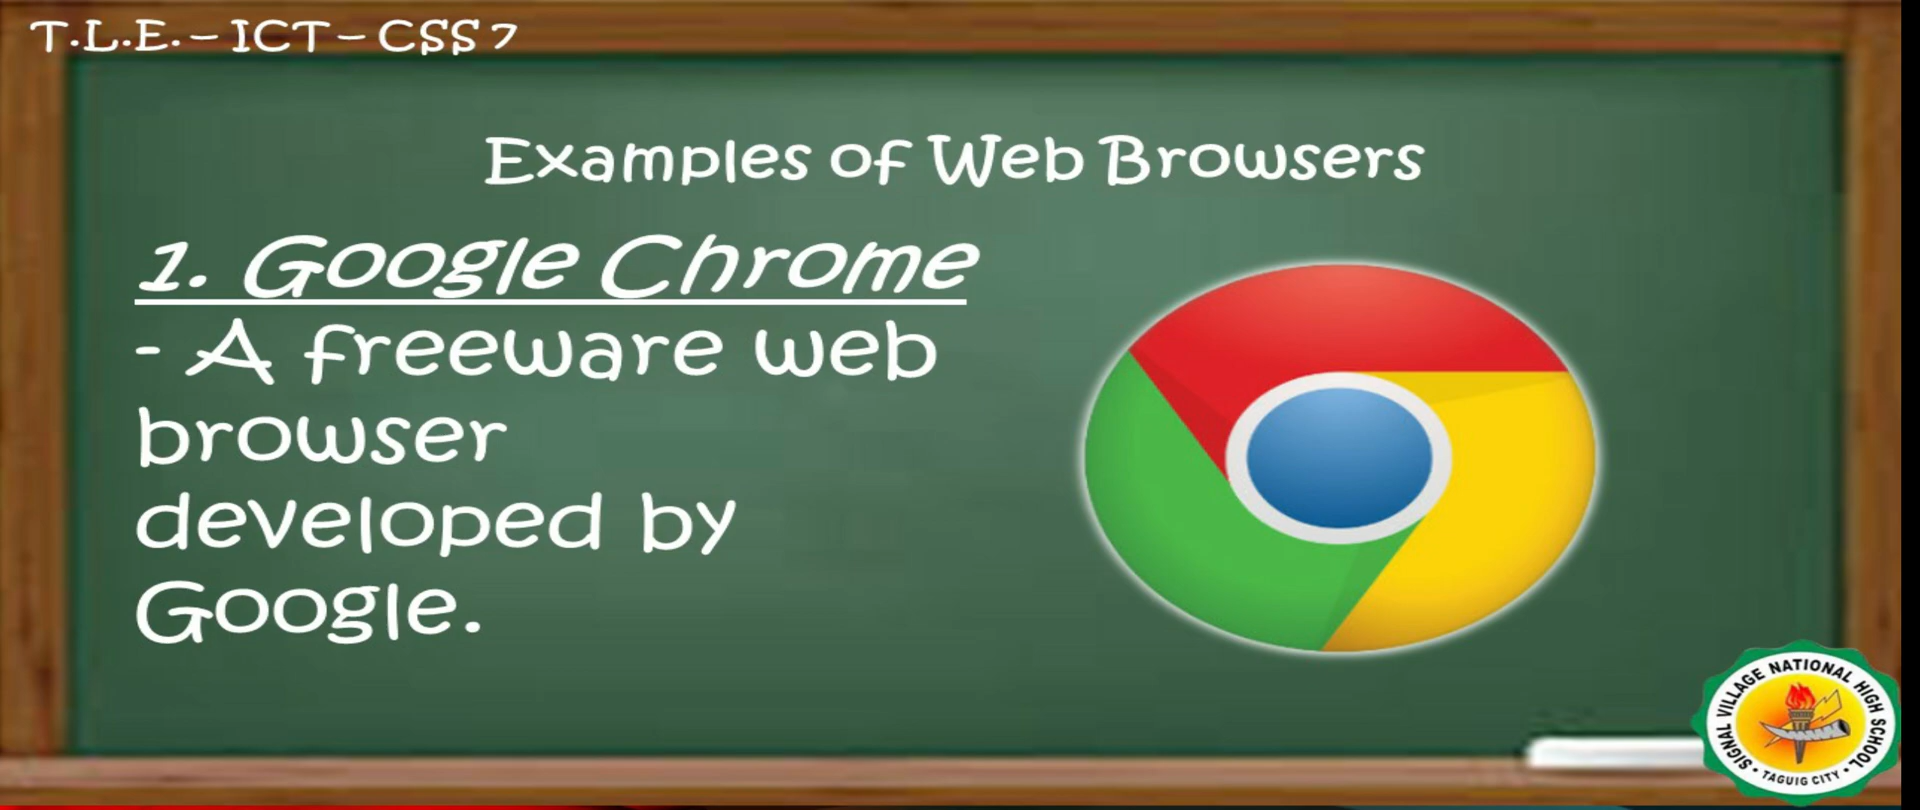 T.L.E. – ICT – CSS 7
Examples of Web Browsers
1. Google Chrome
- A freeware web
browser
developed by
Google.
SIGNAL VILLAGE NATIONAL HIGH SCHOOL
• TAGUIG CITY •